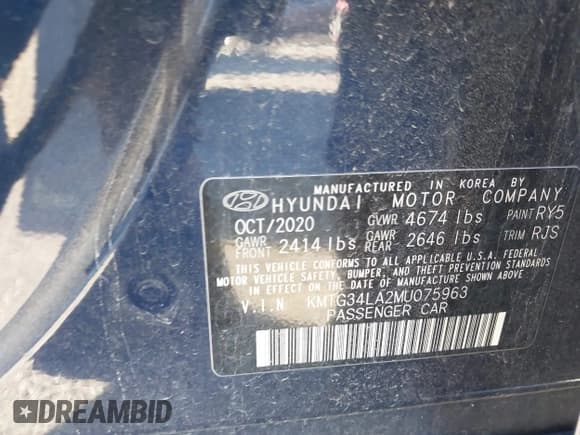 MANUFACTURED IN KOREA BY
HYUNDAI MOTOR COMPANY
OCT/2020 GVWR 4674 lbs PAINT RY5
GAWR FRONT 2414 lbs GAWR REAR 2646 lbs TRIM RJS
THIS VEHICLE CONFORMS TO ALL APPLICABLE U.S.A. FEDERAL
MOTOR VEHICLE SAFETY, BUMPER, AND THEFT PREVENTION STANDARDS
IN EFFECT ON THE DATE OF MANUFACTURE SHOWN ABOVE.
V.I.N KMTG34LA2MU075963
PASSENGER CAR
DREAMBID